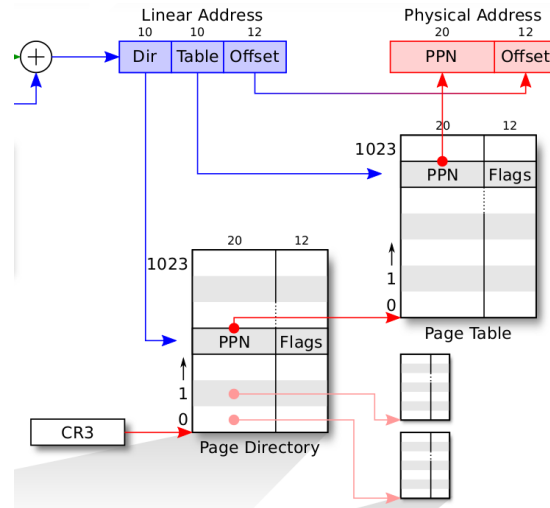 Linear Address
10 10 12
Dir Table Offset
Physical Address
20 12
PPN Offset
20 12
1023
PPN Flags
1
0
Page Table
20 12
1023
PPN Flags
1
0
Page Directory
CR3